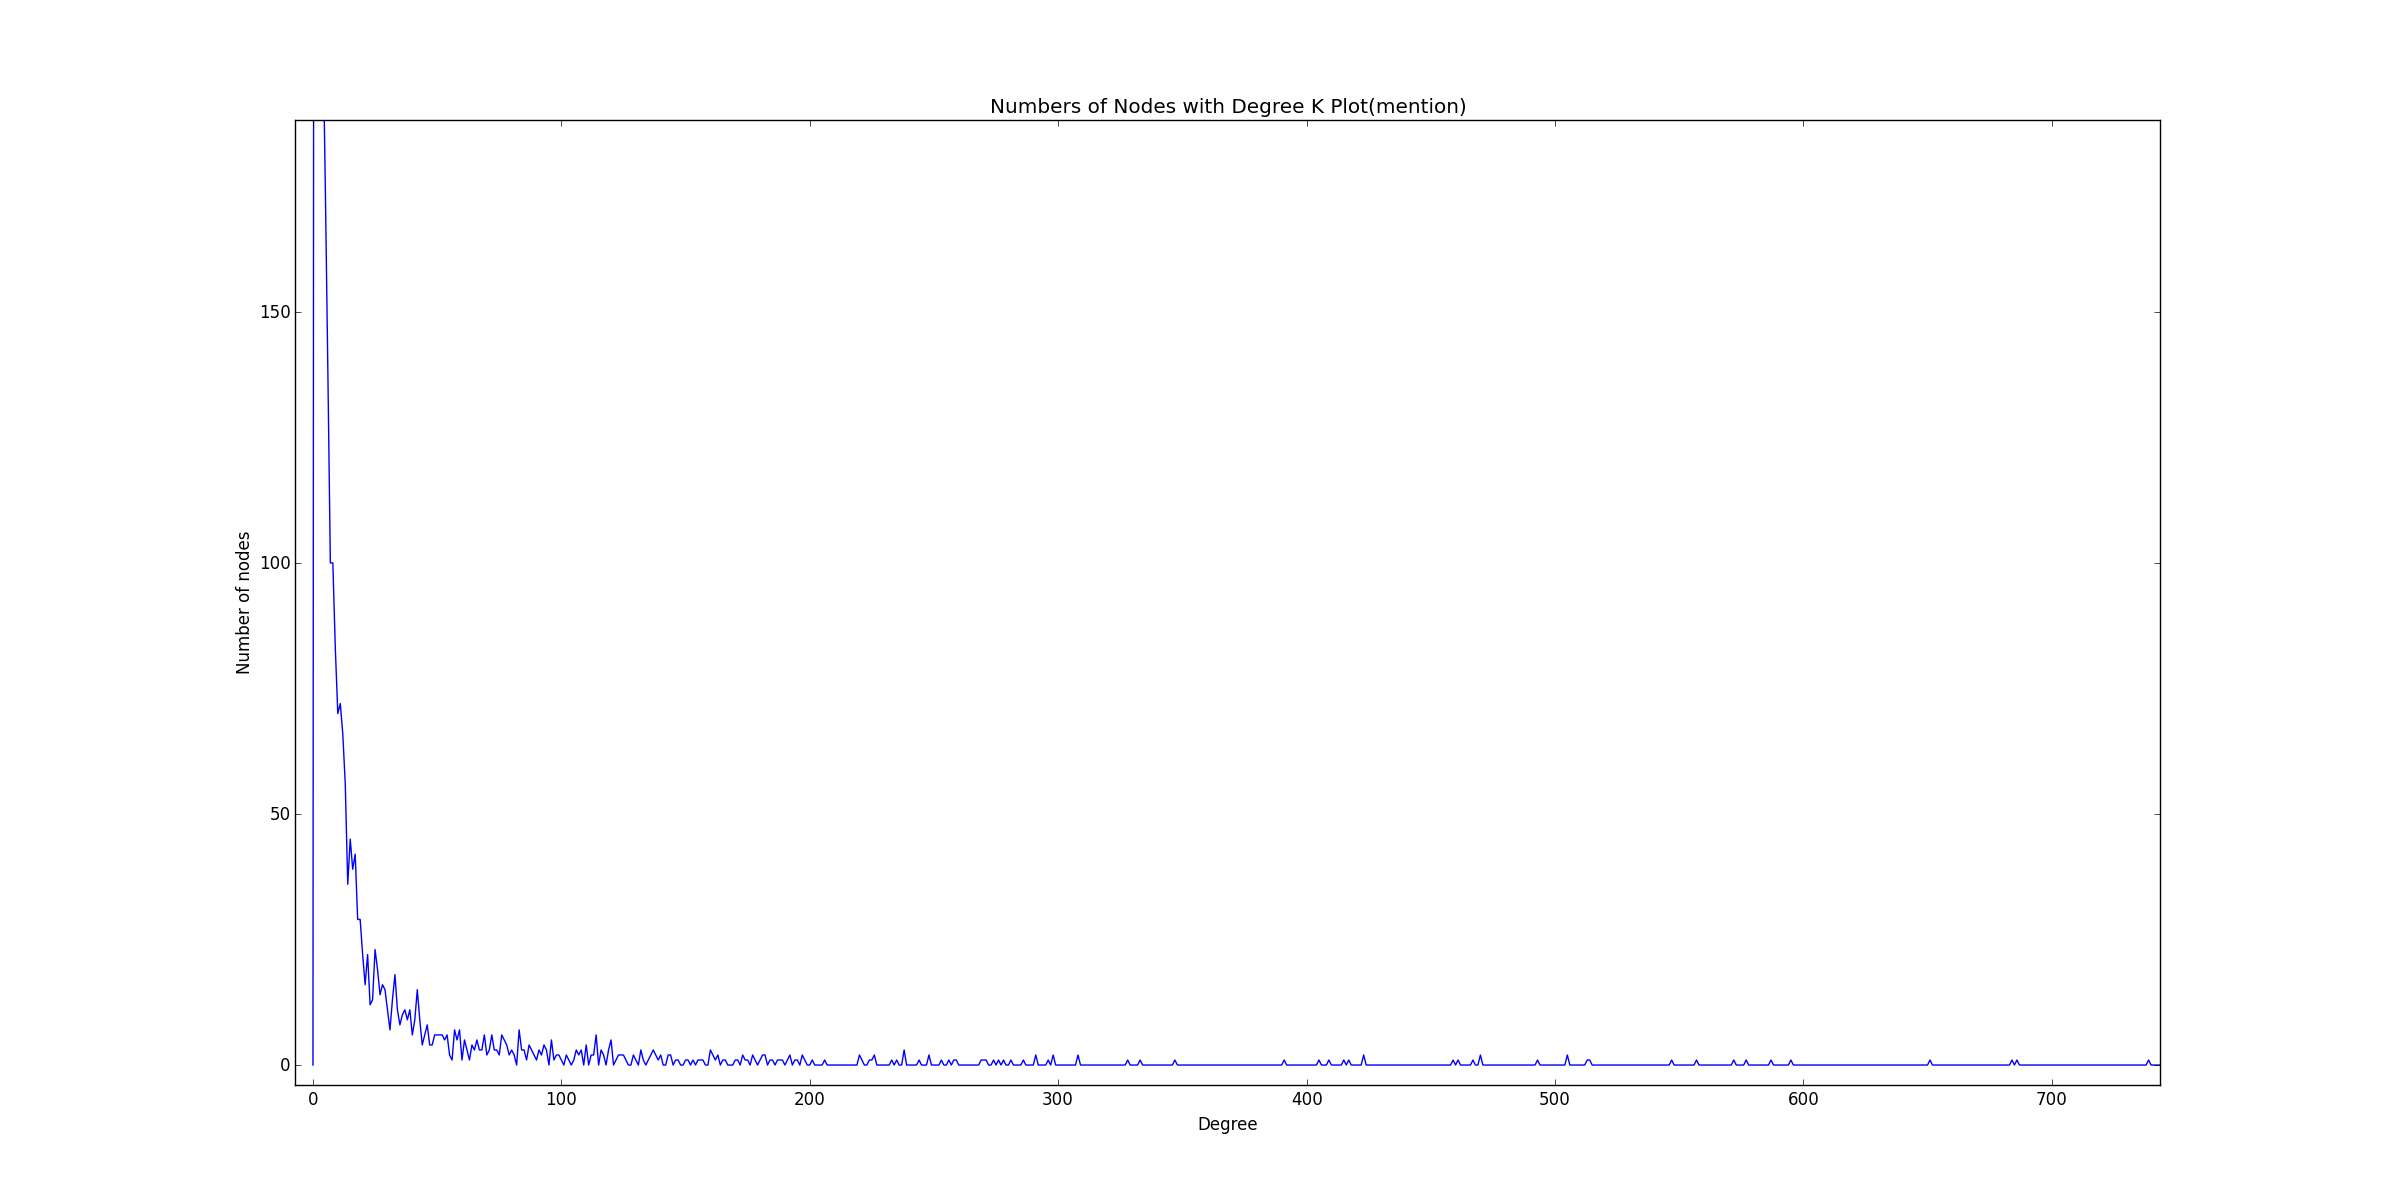 Numbers of Nodes with Degree K Plot(mention)
150
100
50
0
Number of nodes
0 100 200 300 400 500 600 700
Degree